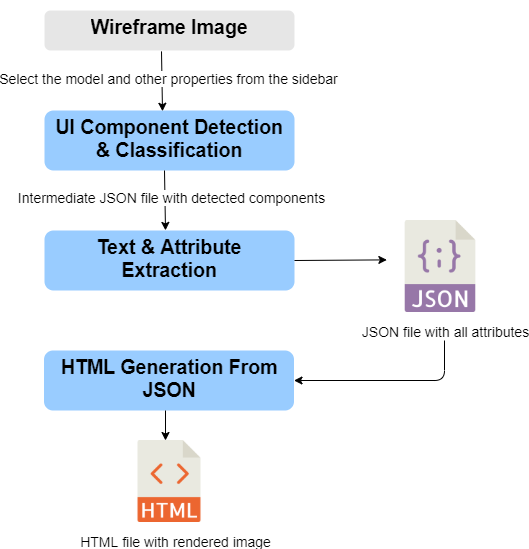 Wireframe Image
Select the model and other properties from the sidebar
UI Component Detection
& Classification
Intermediate JSON file with detected components
Text & Attribute
Extraction
{;}
JSON
JSON file with all attributes
HTML Generation From
JSON
<>
HTML
HTML file with rendered image